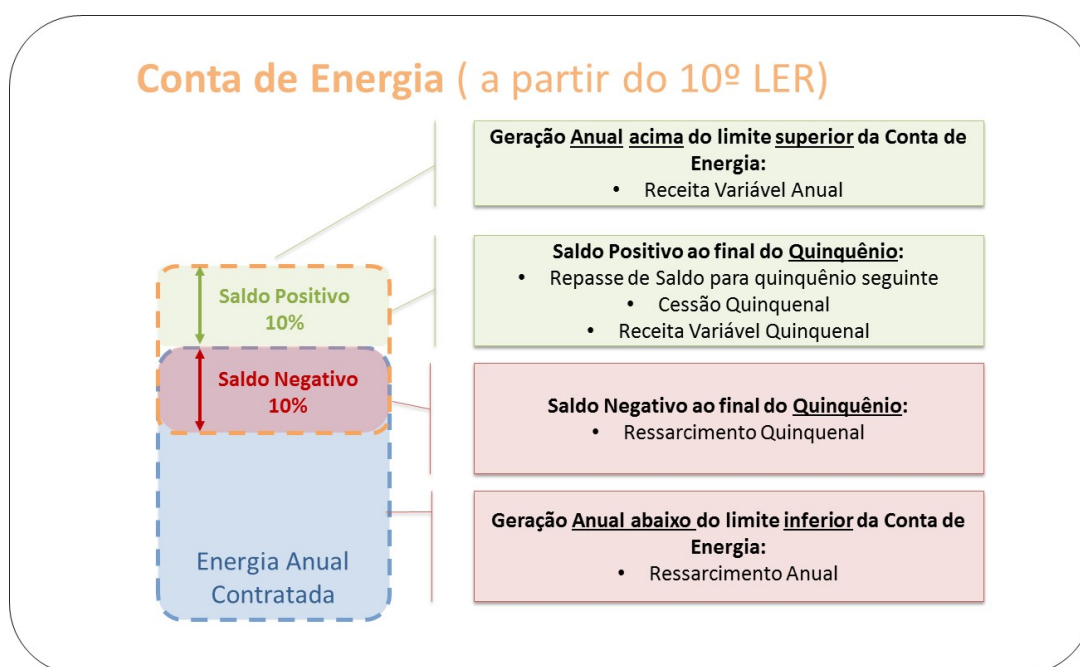 Conta de Energia ( a partir do 10º LER)
Geração Anual acima do limite superior da Conta de
Energia:
• Receita Variável Anual
Saldo Positivo ao final do Quinquênio:
• Repasse de Saldo para quinquênio seguinte
• Cessão Quinquenal
• Receita Variável Quinquenal
Saldo Positivo
10%
Saldo Negativo
10%
Saldo Negativo ao final do Quinquênio:
• Ressarcimento Quinquenal
Geração Anual abaixo do limite inferior da Conta de
Energia:
• Ressarcimento Anual
Energia Anual
Contratada